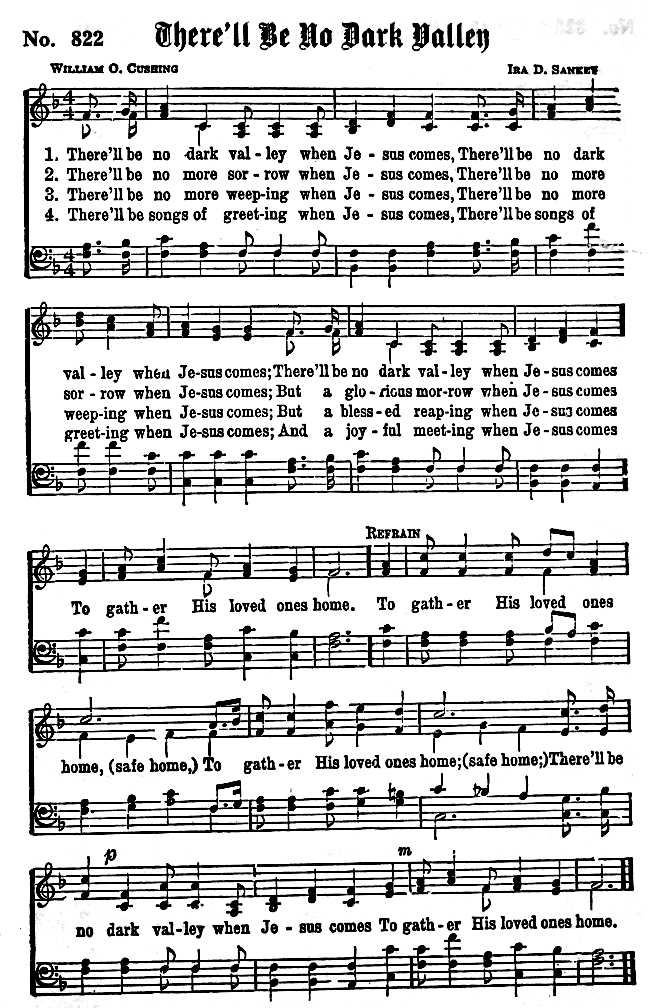 No. 822 There'll Be No Dark Valley
WILLIAM O. CUSHING IRA D. SANKEY
1. There'll be no dark val-ley when Je-sus comes, There'll be no dark
2. There'll be no more sor-row when Je-sus comes, There'll be no more
3. There'll be no more weep-ing when Je-sus comes, There'll be no more
4. There'll be songs of greet-ing when Je-sus comes, There'll be songs of
val-ley when Je-sus comes; There'll be no dark val-ley when Je-sus comes
sor-row when Je-sus comes; But a glo-rious mor-row when Je-sus comes
weep-ing when Je-sus comes; But a bless-ed reap-ing when Je-sus comes
greet-ing when Je-sus comes; And a joy-ful meet-ing when Je-sus comes
REFRAIN
To gath-er His loved ones home. To gath-er His loved ones
home, (safe home,) To gath-er His loved ones home; (safe home;) There'll be
p m
no dark val-ley when Je-sus comes To gath-er His loved ones home.